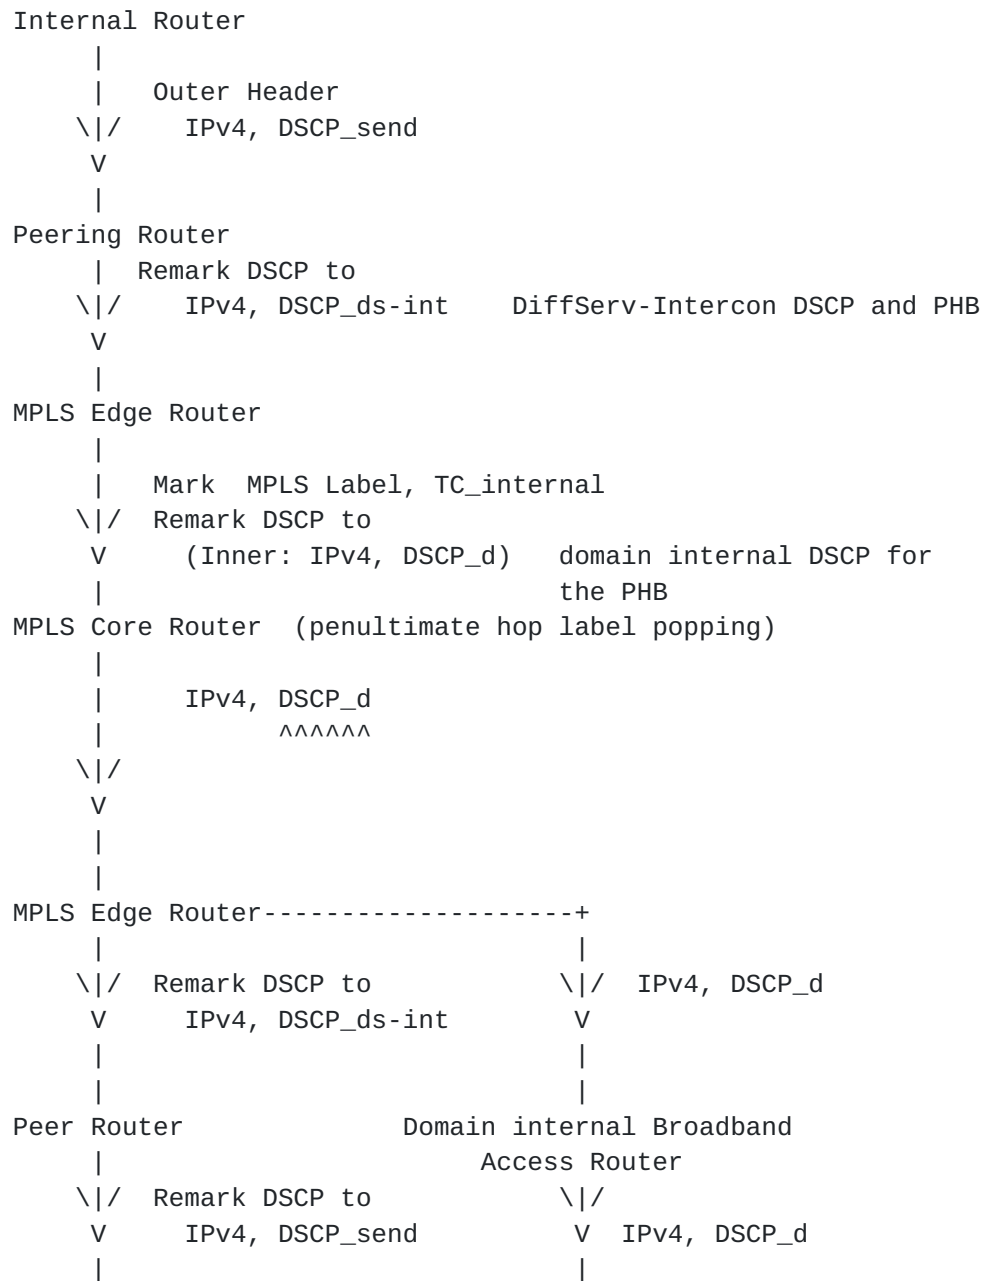 Internal Router
     |
     |   Outer Header
    \|/    IPv4, DSCP_send
     V
     |
Peering Router
     |  Remark DSCP to
    \|/    IPv4, DSCP_ds-int    DiffServ-Intercon DSCP and PHB
     V
     |
MPLS Edge Router
     |
     |   Mark  MPLS Label, TC_internal
    \|/  Remark DSCP to
     V     (Inner: IPv4, DSCP_d)   domain internal DSCP for
     |                             the PHB
MPLS Core Router  (penultimate hop label popping)
     |
     |     IPv4, DSCP_d
     |           ^^^^^^
    \|/
     V
     |
     |
MPLS Edge Router--------------------+
     |                              |
    \|/  Remark DSCP to            \|/  IPv4, DSCP_d
     V     IPv4, DSCP_ds-int        V
     |                              |
     |                              |
Peer Router              Domain internal Broadband
     |                        Access Router
    \|/  Remark DSCP to            \|/
     V     IPv4, DSCP_send          V  IPv4, DSCP_d
     |                              |